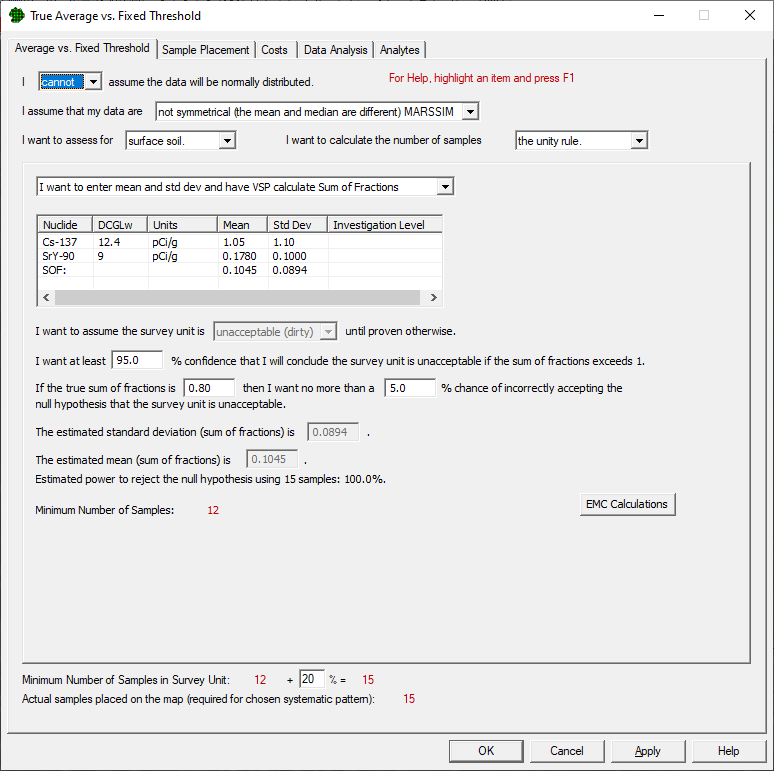 True Average vs. Fixed Threshold
Average vs. Fixed Threshold Sample Placement Costs Data Analysis Analytes
I cannot assume the data will be normally distributed. For Help, highlight an item and press F1
I assume that my data are not symmetrical (the mean and median are different) MARSSIM
I want to assess for surface soil. I want to calculate the number of samples the unity rule.
I want to enter mean and std dev and have VSP calculate Sum of Fractions
Nuclide DCGLw Units Mean Std Dev Investigation Level
Cs-137 12.4 pCi/g 1.05 1.10
SrY-90 9 pCi/g 0.1780 0.1000
SOF: 0.1045 0.0894
I want to assume the survey unit is unacceptable (dirty) until proven otherwise.
I want at least 95.0 % confidence that I will conclude the survey unit is unacceptable if the sum of fractions exceeds 1.
If the true sum of fractions is 0.80 then I want no more than a 5.0 % chance of incorrectly accepting the
null hypothesis that the survey unit is unacceptable.
The estimated standard deviation (sum of fractions) is 0.0894 .
The estimated mean (sum of fractions) is 0.1045 .
Estimated power to reject the null hypothesis using 15 samples: 100.0%.
Minimum Number of Samples: 12 EMC Calculations
Minimum Number of Samples in Survey Unit: 12 + 20 % = 15
Actual samples placed on the map (required for chosen systematic pattern): 15
OK Cancel Apply Help